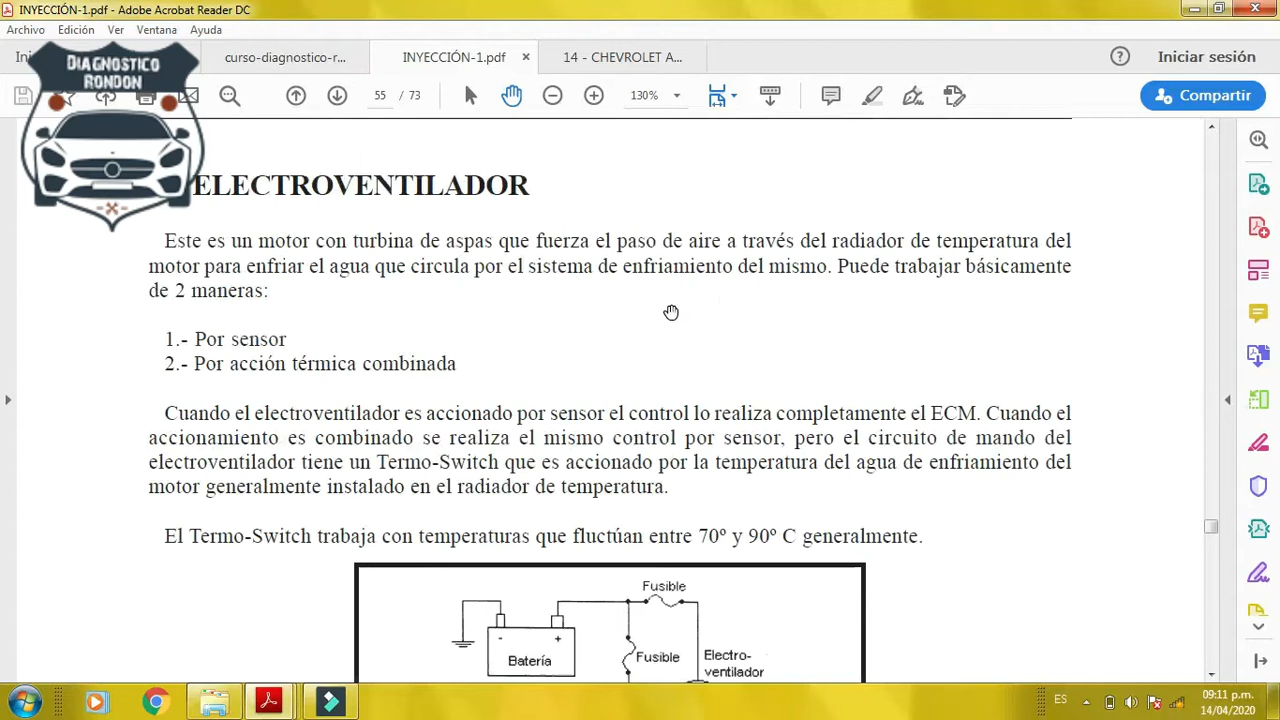 INYECCIÓN-1.pdf - Adobe Acrobat Reader DC
Archivo Edición Ver Ventana Ayuda
curso-diagnostico-r... INYECCIÓN-1.pdf × 14 - CHEVROLET A... Iniciar sesión
DIAGNOSTICO
RONDON
55 / 73 130% Compartir
ELECTROVENTILADOR
Este es un motor con turbina de aspas que fuerza el paso de aire a través del radiador de temperatura del
motor para enfriar el agua que circula por el sistema de enfriamiento del mismo. Puede trabajar básicamente
de 2 maneras:
1.- Por sensor
2.- Por acción térmica combinada
Cuando el electroventilador es accionado por sensor el control lo realiza completamente el ECM. Cuando el
accionamiento es combinado se realiza el mismo control por sensor, pero el circuito de mando del
electroventilador tiene un Termo-Switch que es accionado por la temperatura del agua de enfriamiento del
motor generalmente instalado en el radiador de temperatura.
El Termo-Switch trabaja con temperaturas que fluctúan entre 70º y 90º C generalmente.
Fusible
- +
Batería
Fusible
Electro-
ventilador
ES 09:11 p.m.
14/04/2020